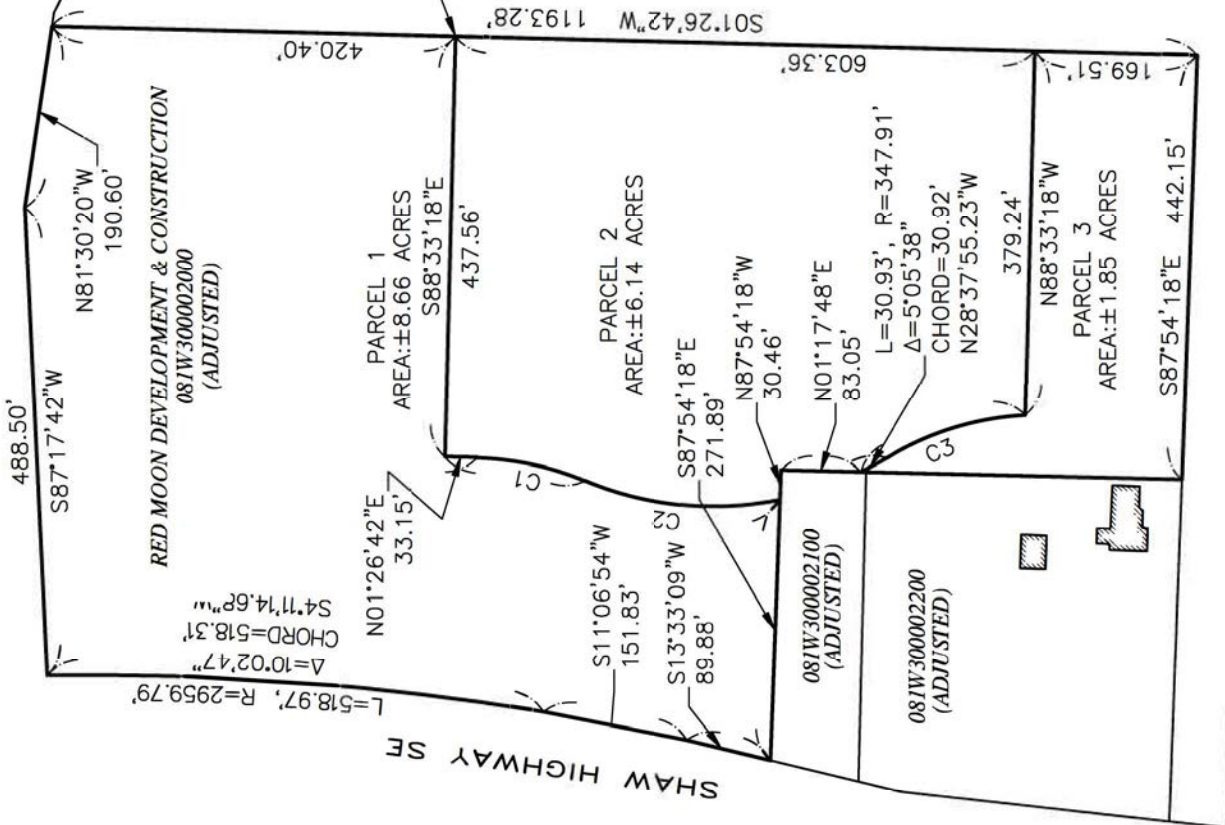 488.50'
S87°17'42"W
N81°30'20"W
190.60'
RED MOON DEVELOPMENT & CONSTRUCTION
081W300002000
(ADJUSTED)
420.40'
S01°26'42"W 1193.28'
603.36'
169.51'
PARCEL 1
AREA:±8.66 ACRES
S88°33'18"E
437.56'
L=518.97', R=2959.79'
Δ=10°02'47"
CHORD=518.31'
S4°11'14.68"W
N01°26'42"E
33.15'
C1
C2
PARCEL 2
AREA:±6.14 ACRES
S11°06'54"W
151.83'
S13°33'09"W
89.88'
S87°54'18"E
271.89'
N87°54'18"W
30.46'
N01°17'48"E
83.05'
L=30.93', R=347.91'
Δ=5°05'38"
CHORD=30.92'
N28°37'55.23"W
C3
379.24'
N88°33'18"W
PARCEL 3
AREA:±1.85 ACRES
S87°54'18"E 442.15'
081W300002100
(ADJUSTED)
081W300002200
(ADJUSTED)
SHAW HIGHWAY SE